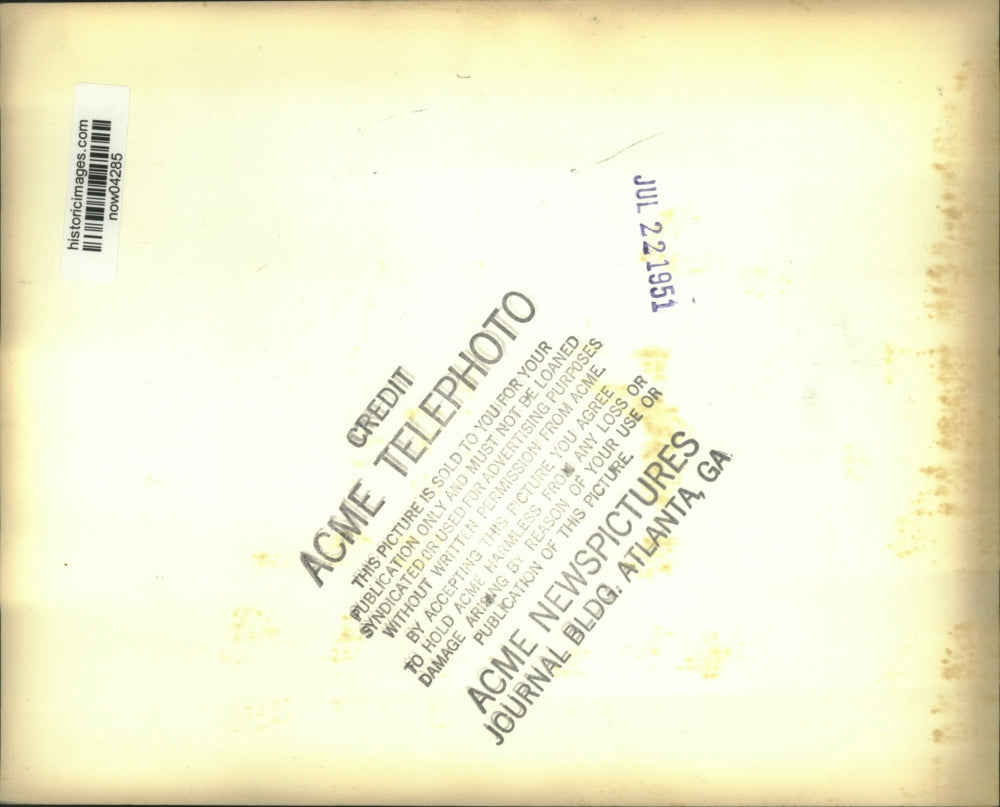 historicimages.com
now04285
JUL 22 1951
CREDIT
ACME TELEPHOTO
THIS PICTURE IS SOLD TO YOU FOR YOUR
PUBLICATION ONLY AND MUST NOT BE LOANED
SYNDICATED OR USED FOR ADVERTISING PURPOSES
WITHOUT WRITTEN PERMISSION FROM ACME.
BY ACCEPTING THIS PICTURE YOU AGREE
TO HOLD ACME HARMLESS FROM ANY LOSS OR
DAMAGE ARISING BY REASON OF YOUR USE OR
PUBLICATION OF THIS PICTURE.
ACME NEWSPICTURES
JOURNAL BLDG. ATLANTA, GA